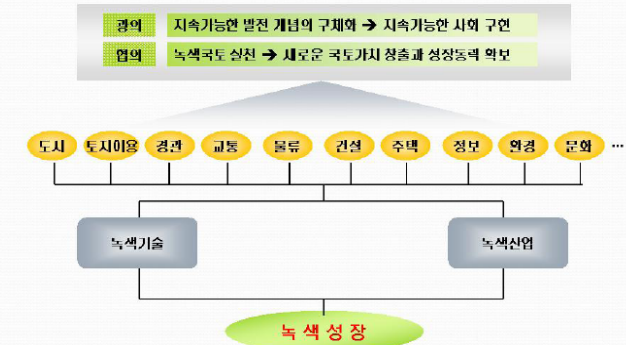 광의 지속가능한 발전 개념의 구체화 → 지속가능한 사회 구현
협의 녹색국토 실천 → 새로운 국토가치 창출과 성장동력 확보
도시 토지이용 경관 교통 물류 건설 주택 정보 환경 문화 ...
녹색기술 녹색산업
녹색성장